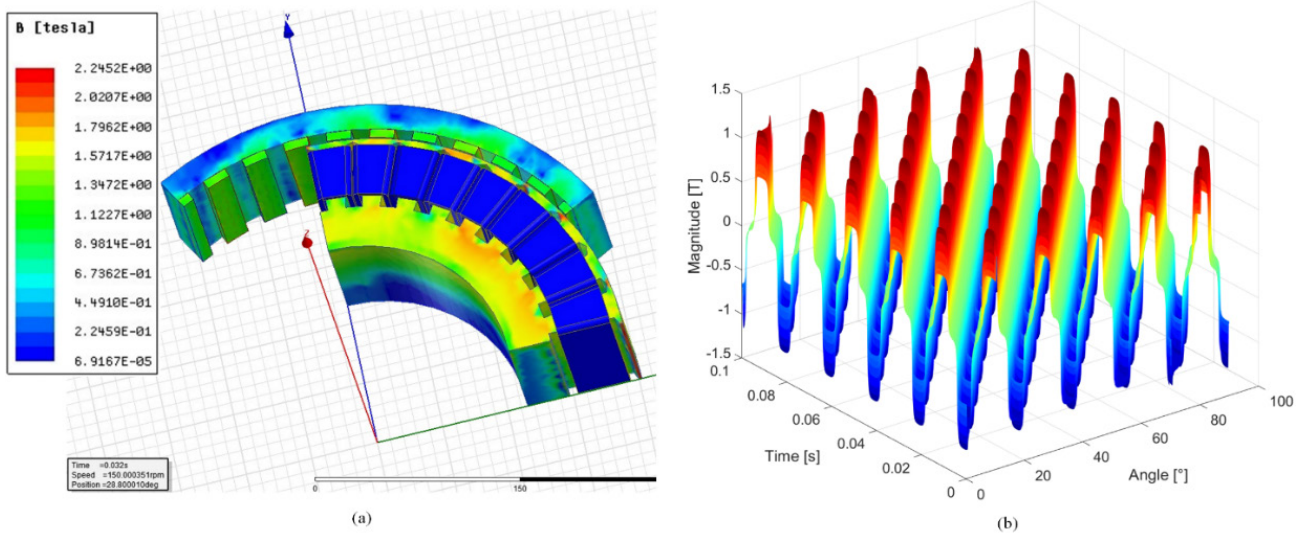 B [tesla]
2.2452E+00
2.0207E+00
1.7962E+00
1.5717E+00
1.3472E+00
1.1227E+00
8.9814E-01
6.7362E-01
4.4910E-01
2.2459E-01
6.9167E-05
Y
Z
Time =0.032s
Speed =150.000351rpm
Position =28.800010deg
0
150
(a)
1.5
1
0.5
0
-0.5
-1
-1.5
Magnitude [T]
0.1
0.08
0.06
0.04
0.02
0
Time [s]
0
20
40
60
80
100
Angle [°]
(b)